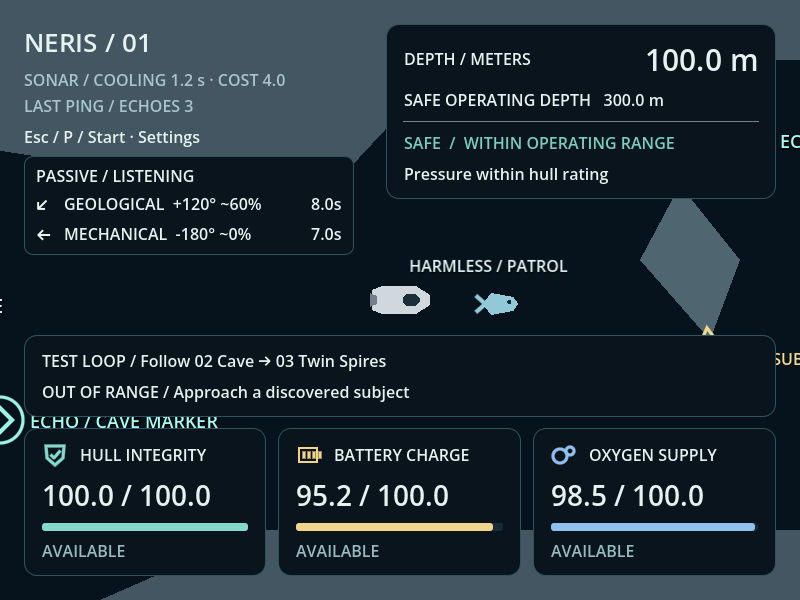 NERIS / 01
SONAR / COOLING 1.2 s · COST 4.0
LAST PING / ECHOES 3
Esc / P / Start · Settings
PASSIVE / LISTENING
↙ GEOLOGICAL +120° ~60% 8.0s
← MECHANICAL -180° ~0% 7.0s
DEPTH / METERS 100.0 m
SAFE OPERATING DEPTH 300.0 m
SAFE / WITHIN OPERATING RANGE
Pressure within hull rating
EC
HARMLESS / PATROL
E
TEST LOOP / Follow 02 Cave → 03 Twin Spires
OUT OF RANGE / Approach a discovered subject
SUB
ECHO / CAVE MARKER
HULL INTEGRITY
100.0 / 100.0
AVAILABLE
BATTERY CHARGE
95.2 / 100.0
AVAILABLE
OXYGEN SUPPLY
98.5 / 100.0
AVAILABLE